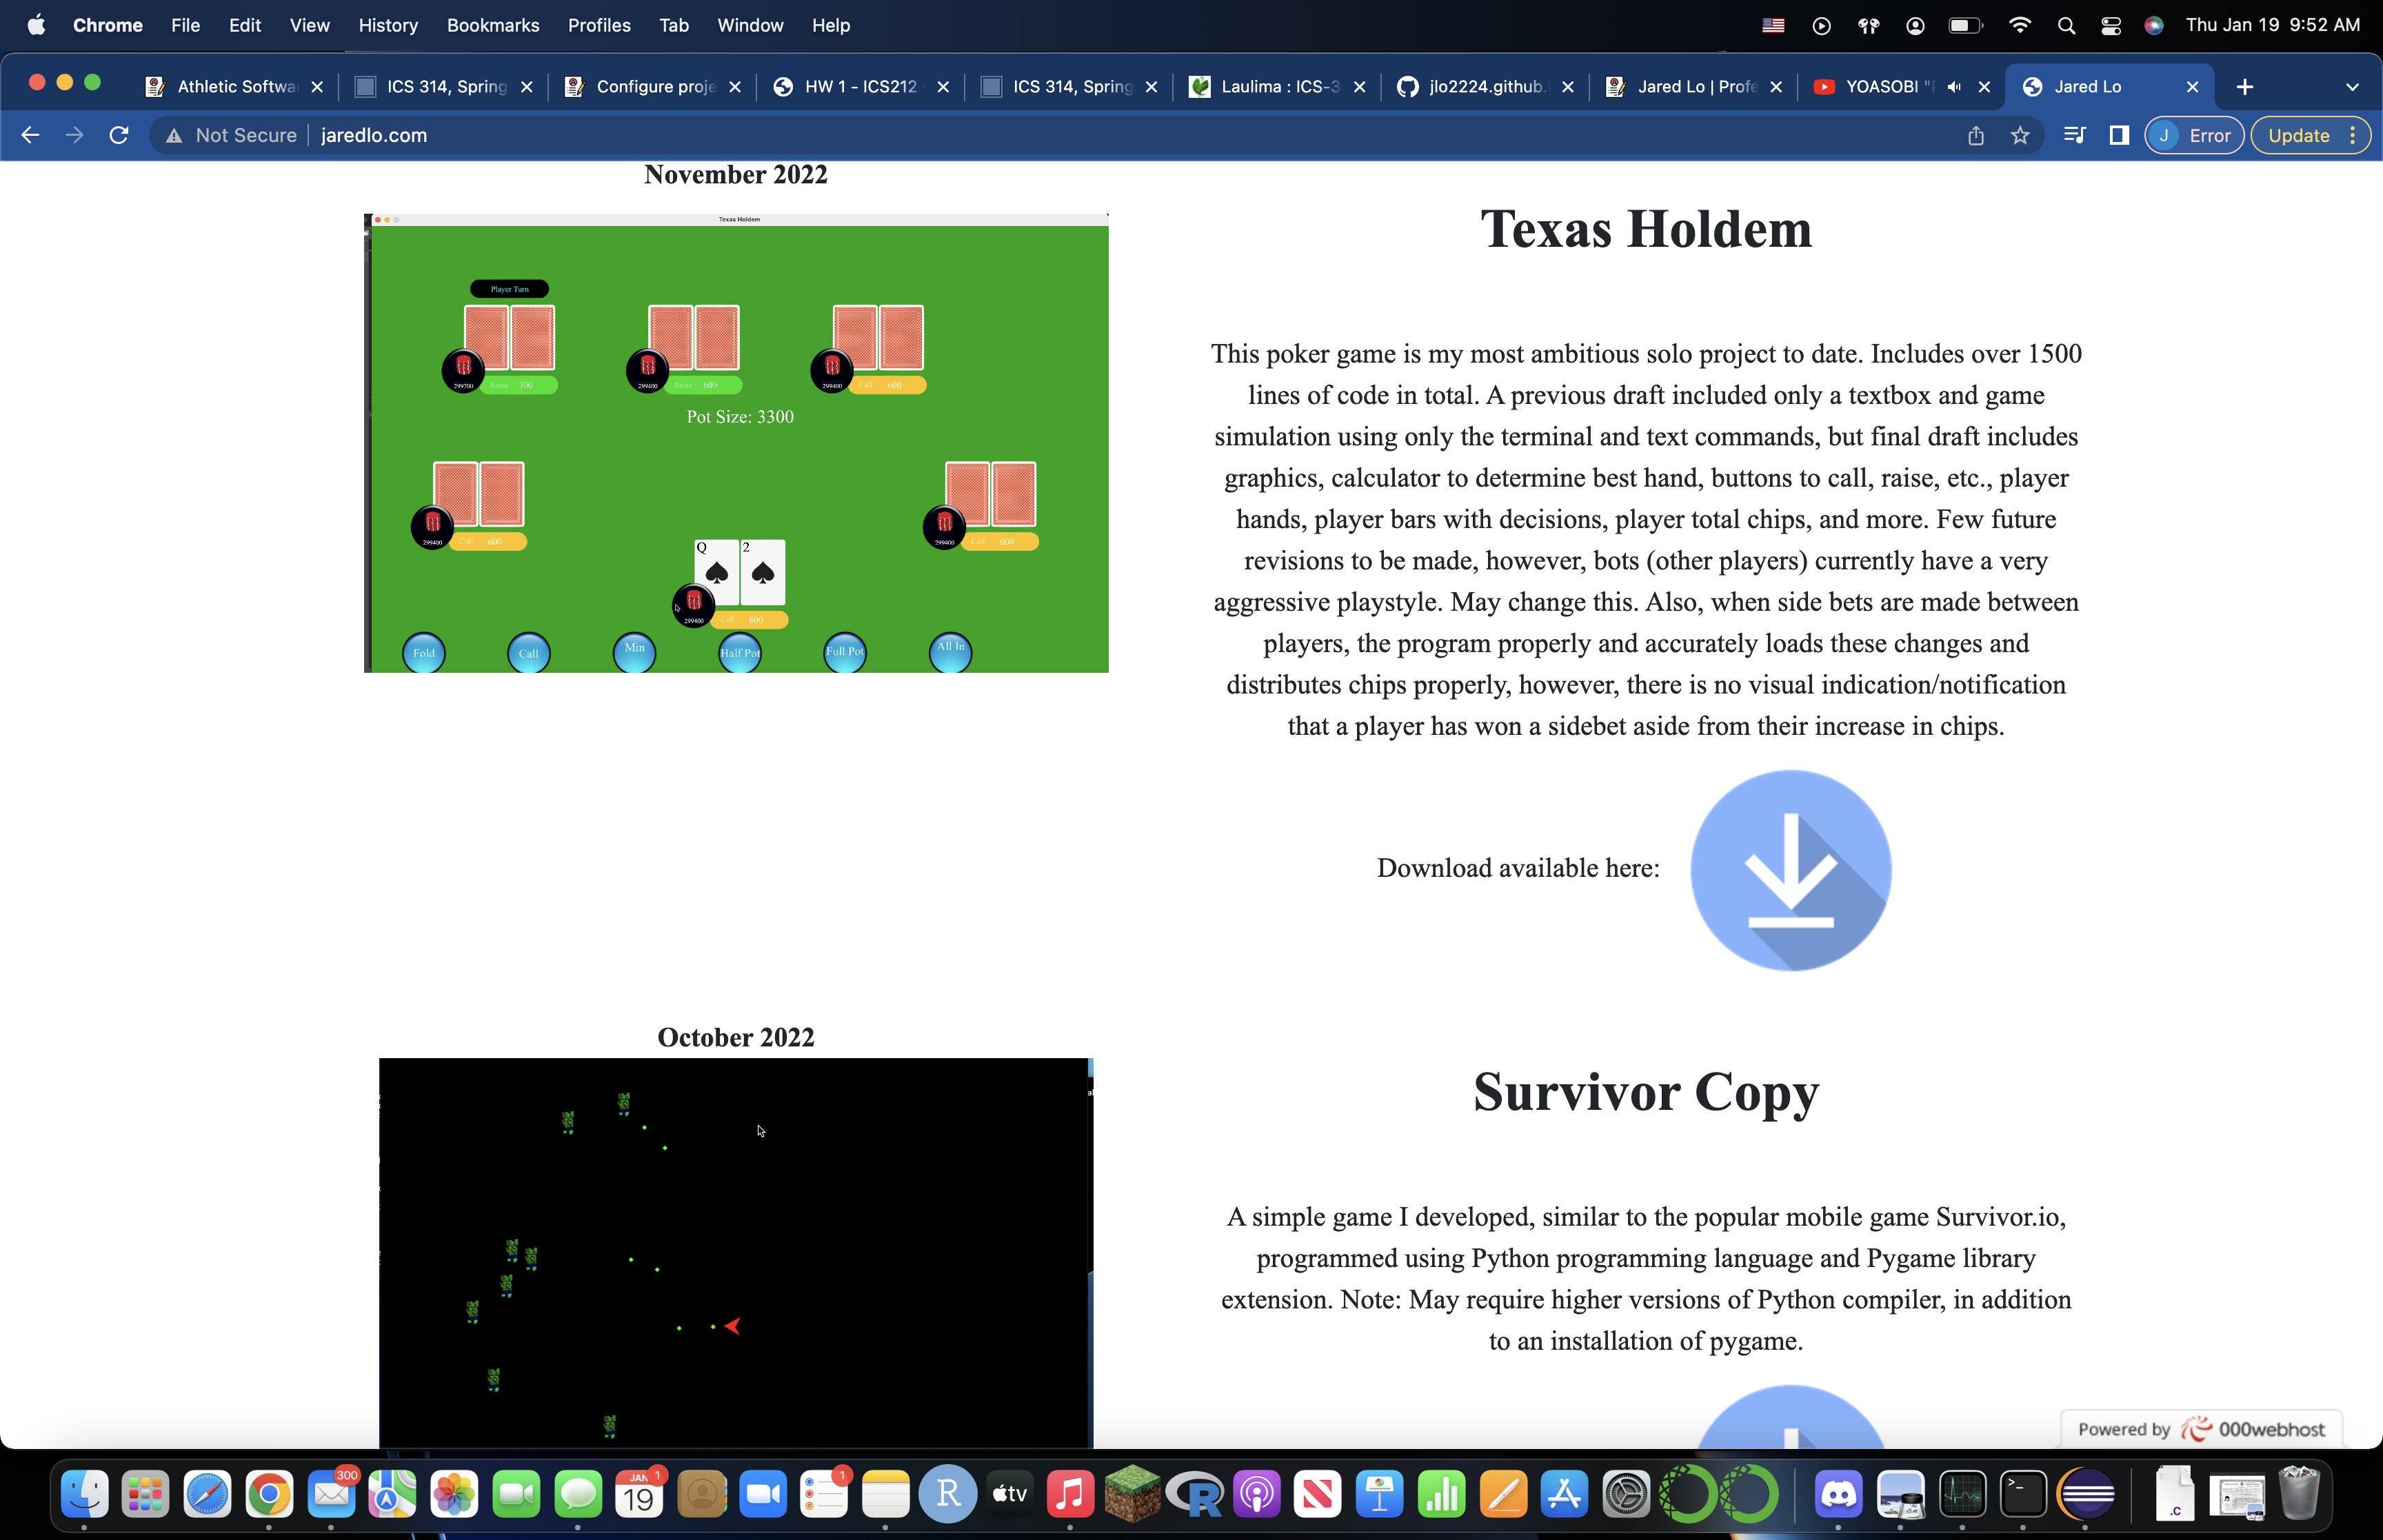 Chrome File Edit View History Bookmarks Profiles Tab Window Help Thu Jan 19 9:52 AM
Athletic Softwa ICS 314, Spring Configure proje HW 1 - ICS212 ICS 314, Spring Laulima : ICS-3 jlo2224.github. Jared Lo | Profe YOASOBI Jared Lo
Not Secure jaredlo.com J Error Update
November 2022
Texas Holdem
Player Turn
299700 Raise 300
299400 Raise 600
299400 Call 600
Pot Size: 3300
299400 Call 600
299400 Call 600
Q 2
299400 Call 600
Fold Call Min Half Pot Full Pot All In
Texas Holdem
This poker game is my most ambitious solo project to date. Includes over 1500
lines of code in total. A previous draft included only a textbox and game
simulation using only the terminal and text commands, but final draft includes
graphics, calculator to determine best hand, buttons to call, raise, etc., player
hands, player bars with decisions, player total chips, and more. Few future
revisions to be made, however, bots (other players) currently have a very
aggressive playstyle. May change this. Also, when side bets are made between
players, the program properly and accurately loads these changes and
distributes chips properly, however, there is no visual indication/notification
that a player has won a sidebet aside from their increase in chips.
Download available here:
October 2022
Survivor Copy
A simple game I developed, similar to the popular mobile game Survivor.io,
programmed using Python programming language and Pygame library
extension. Note: May require higher versions of Python compiler, in addition
to an installation of pygame.
Powered by 000webhost
300
JAN 1
19
1
R
tv
R
>_
.C